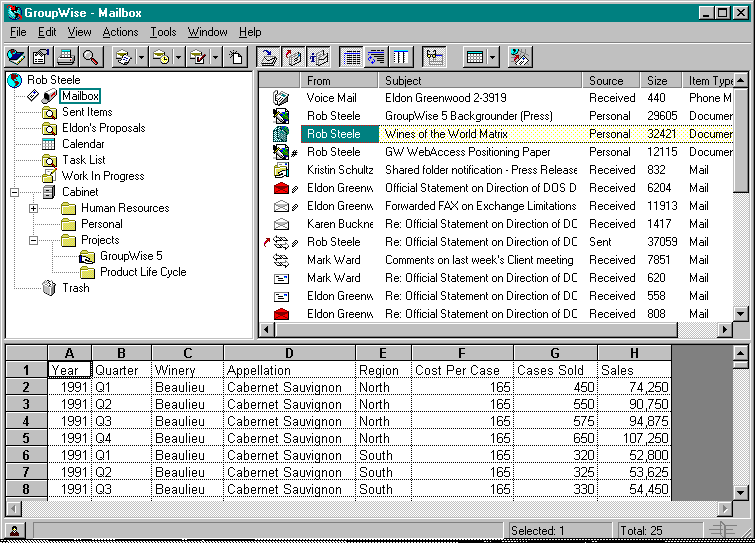 GroupWise - Mailbox
File Edit View Actions Tools Window Help
Rob Steele
Mailbox
Sent Items
Eldon's Proposals
Calendar
Task List
Work In Progress
Cabinet
Human Resources
Personal
Projects
GroupWise 5
Product Life Cycle
Trash
From Subject Source Size Item Type
Voice Mail Eldon Greenwood 2-3919 Received 440 Phone M
Rob Steele GroupWise 5 Backgrounder (Press) Personal 29605 Documer
Rob Steele Wines of the World Matrix Personal 32421 Documer
Rob Steele GW WebAccess Positioning Paper Personal 12115 Documer
Kristin Schultz Shared folder notification - Press Release Received 832 Mail
Eldon Greenw Official Statement on Direction of DOS D Received 6204 Mail
Eldon Greenw Forwarded FAX on Exchange Limitations Received 11913 Mail
Karen Buckne Re: Official Statement on Direction of DC Received 1417 Mail
Rob Steele Re: Official Statement on Direction of DC Sent 37059 Mail
Mark Ward Comments on last week's Client meeting Received 7851 Mail
Mark Ward Re: Official Statement on Direction of DC Received 620 Mail
Eldon Greenw Re: Official Statement on Direction of DC Received 558 Mail
Eldon Greenw Re: Official Statement on Direction of DC Received 808 Mail
A B C D E F G H
1 Year Quarter Winery Appellation Region Cost Per Case Cases Sold Sales
2 1991 Q1 Beaulieu Cabernet Sauvignon North 165 450 74,250
3 1991 Q2 Beaulieu Cabernet Sauvignon North 165 550 90,750
4 1991 Q3 Beaulieu Cabernet Sauvignon North 165 575 94,875
5 1991 Q4 Beaulieu Cabernet Sauvignon North 165 650 107,250
6 1991 Q1 Beaulieu Cabernet Sauvignon South 165 320 52,800
7 1991 Q2 Beaulieu Cabernet Sauvignon South 165 325 53,625
8 1991 Q3 Beaulieu Cabernet Sauvignon South 165 330 54,450
Selected: 1 Total: 25